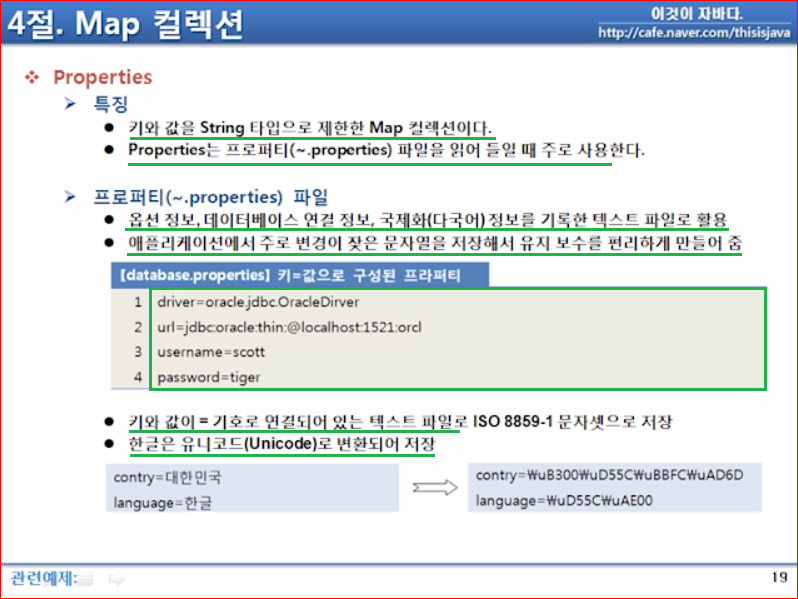 4절. Map 컬렉션
이것이 자바다.
http://cafe.naver.com/thisisjava
Properties
특징
키와 값을 String 타입으로 제한한 Map 컬렉션이다.
Properties는 프로퍼티(~.properties) 파일을 읽어 들일 때 주로 사용한다.
프로퍼티(~.properties) 파일
옵션 정보, 데이터베이스 연결 정보, 국제화(다국어) 정보를 기록한 텍스트 파일로 활용
애플리케이션에서 주로 변경이 잦은 문자열을 저장해서 유지 보수를 편리하게 만들어 줌
[database.properties] 키=값으로 구성된 프라퍼티
1 driver=oracle.jdbc.OracleDirver
2 url=jdbc:oracle:thin:@localhost:1521:orcl
3 username=scott
4 password=tiger
키와 값이 = 기호로 연결되어 있는 텍스트 파일로 ISO 8859-1 문자셋으로 저장
한글은 유니코드(Unicode)로 변환되어 저장
contry=대한민국
language=한글
contry=₩uB300₩uD55C₩uBBFC₩uAD6D
language=₩uD55C₩uAE00
관련예제:
19